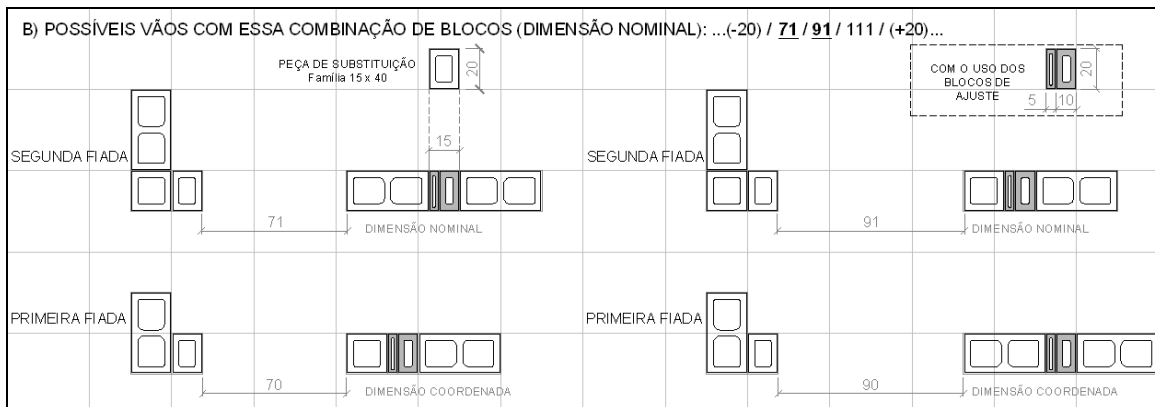 B) POSSÍVEIS VÃOS COM ESSA COMBINAÇÃO DE BLOCOS (DIMENSÃO NOMINAL): ...(-20) / 71 / 91 / 111 / (+20)...
PEÇA DE SUBSTITUIÇÃO
Família 15 x 40
20
15
SEGUNDA FIADA
71
DIMENSÃO NOMINAL
PRIMEIRA FIADA
70
DIMENSÃO COORDENADA
COM O USO DOS
BLOCOS DE
AJUSTE
5
10
20
SEGUNDA FIADA
91
DIMENSÃO NOMINAL
PRIMEIRA FIADA
90
DIMENSÃO COORDENADA